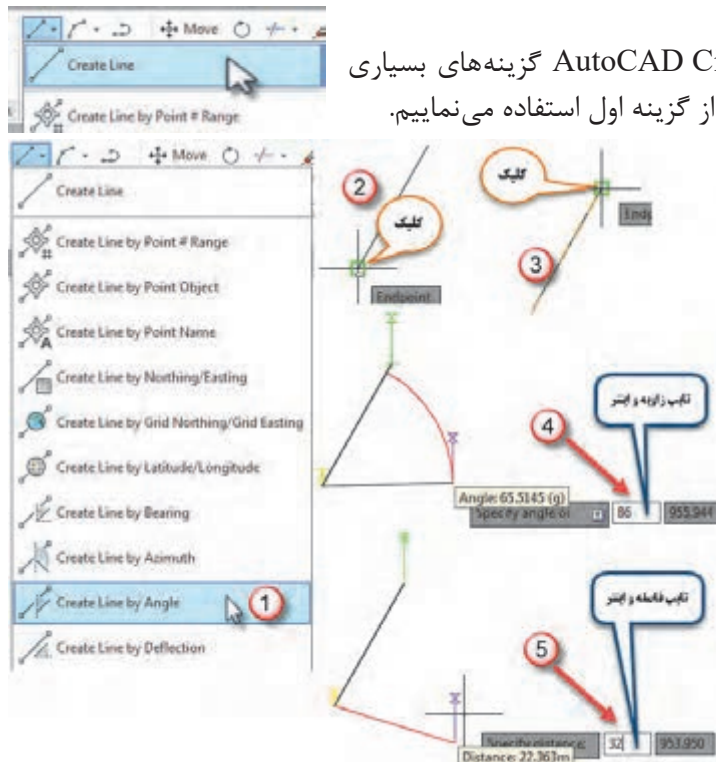 Move
Create Line
Create Line by Point # Range
AutoCAD گزینه‌های بسیاری
از گزینه اول استفاده می‌نماییم.
Move
Create Line
Create Line by Point # Range
Create Line by Point Object
Create Line by Point Name
Create Line by Northing/Easting
Create Line by Grid Northing/Grid Easting
Create Line by Latitude/Longitude
Create Line by Bearing
Create Line by Azimuth
Create Line by Angle
1
Create Line by Deflection
2
کلیک
Endpoint
کلیک
3
تایپ زاویه و اینتر
4
Angle: 65.5145 (g)
Specify angle of
86
955.944
تایپ فاصله و اینتر
5
Specify distance:
32
953.950
Distance: 22.363m